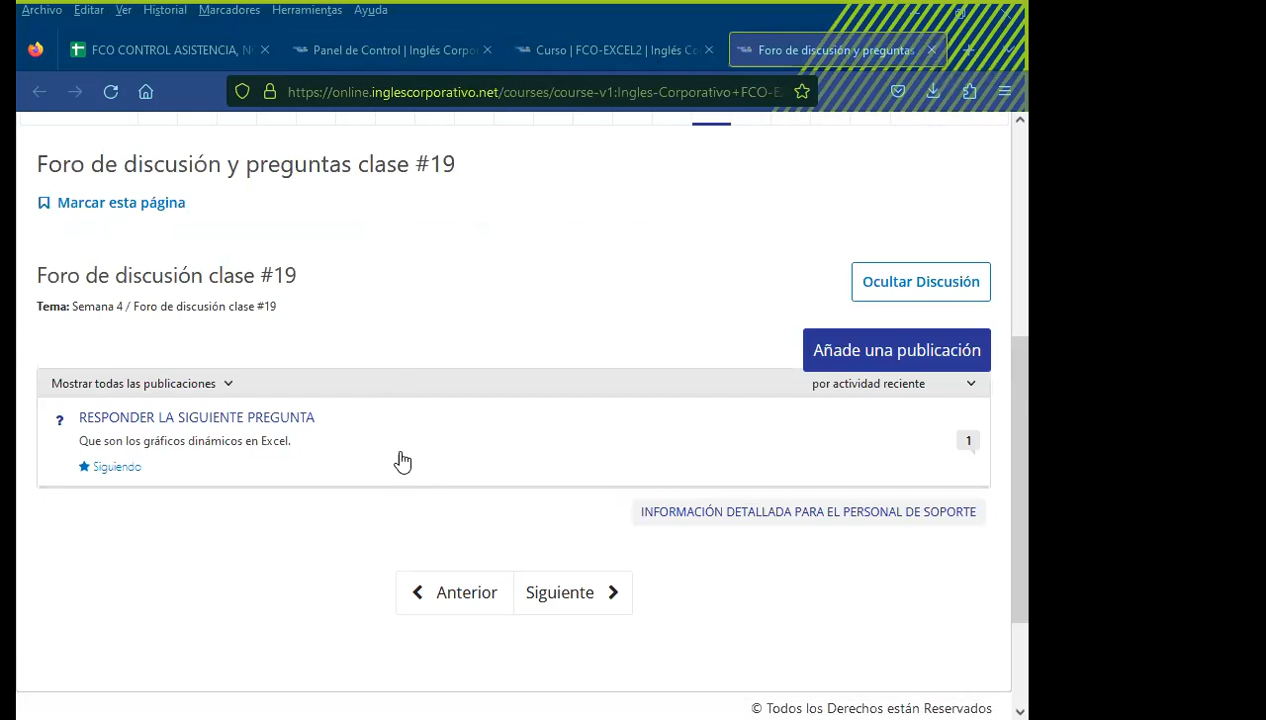 Archivo Editar Ver Historial Marcadores Herramientas Ayuda
FCO CONTROL ASISTENCIA, N
Panel de Control | Inglés Corpo
Curso | FCO-EXCEL2 | Inglés Co
Foro de discusión y preguntas
https://online.inglescorporativo.net/courses/course-v1:Ingles-Corporativo+FCO-E
Foro de discusión y preguntas clase #19
Marcar esta página
Foro de discusión clase #19
Ocultar Discusión
Tema: Semana 4 / Foro de discusión clase #19
Añade una publicación
Mostrar todas las publicaciones
por actividad reciente
? RESPONDER LA SIGUIENTE PREGUNTA
Que son los gráficos dinámicos en Excel.
1
Siguiendo
INFORMACIÓN DETALLADA PARA EL PERSONAL DE SOPORTE
Anterior
Siguiente
© Todos los Derechos están Reservados